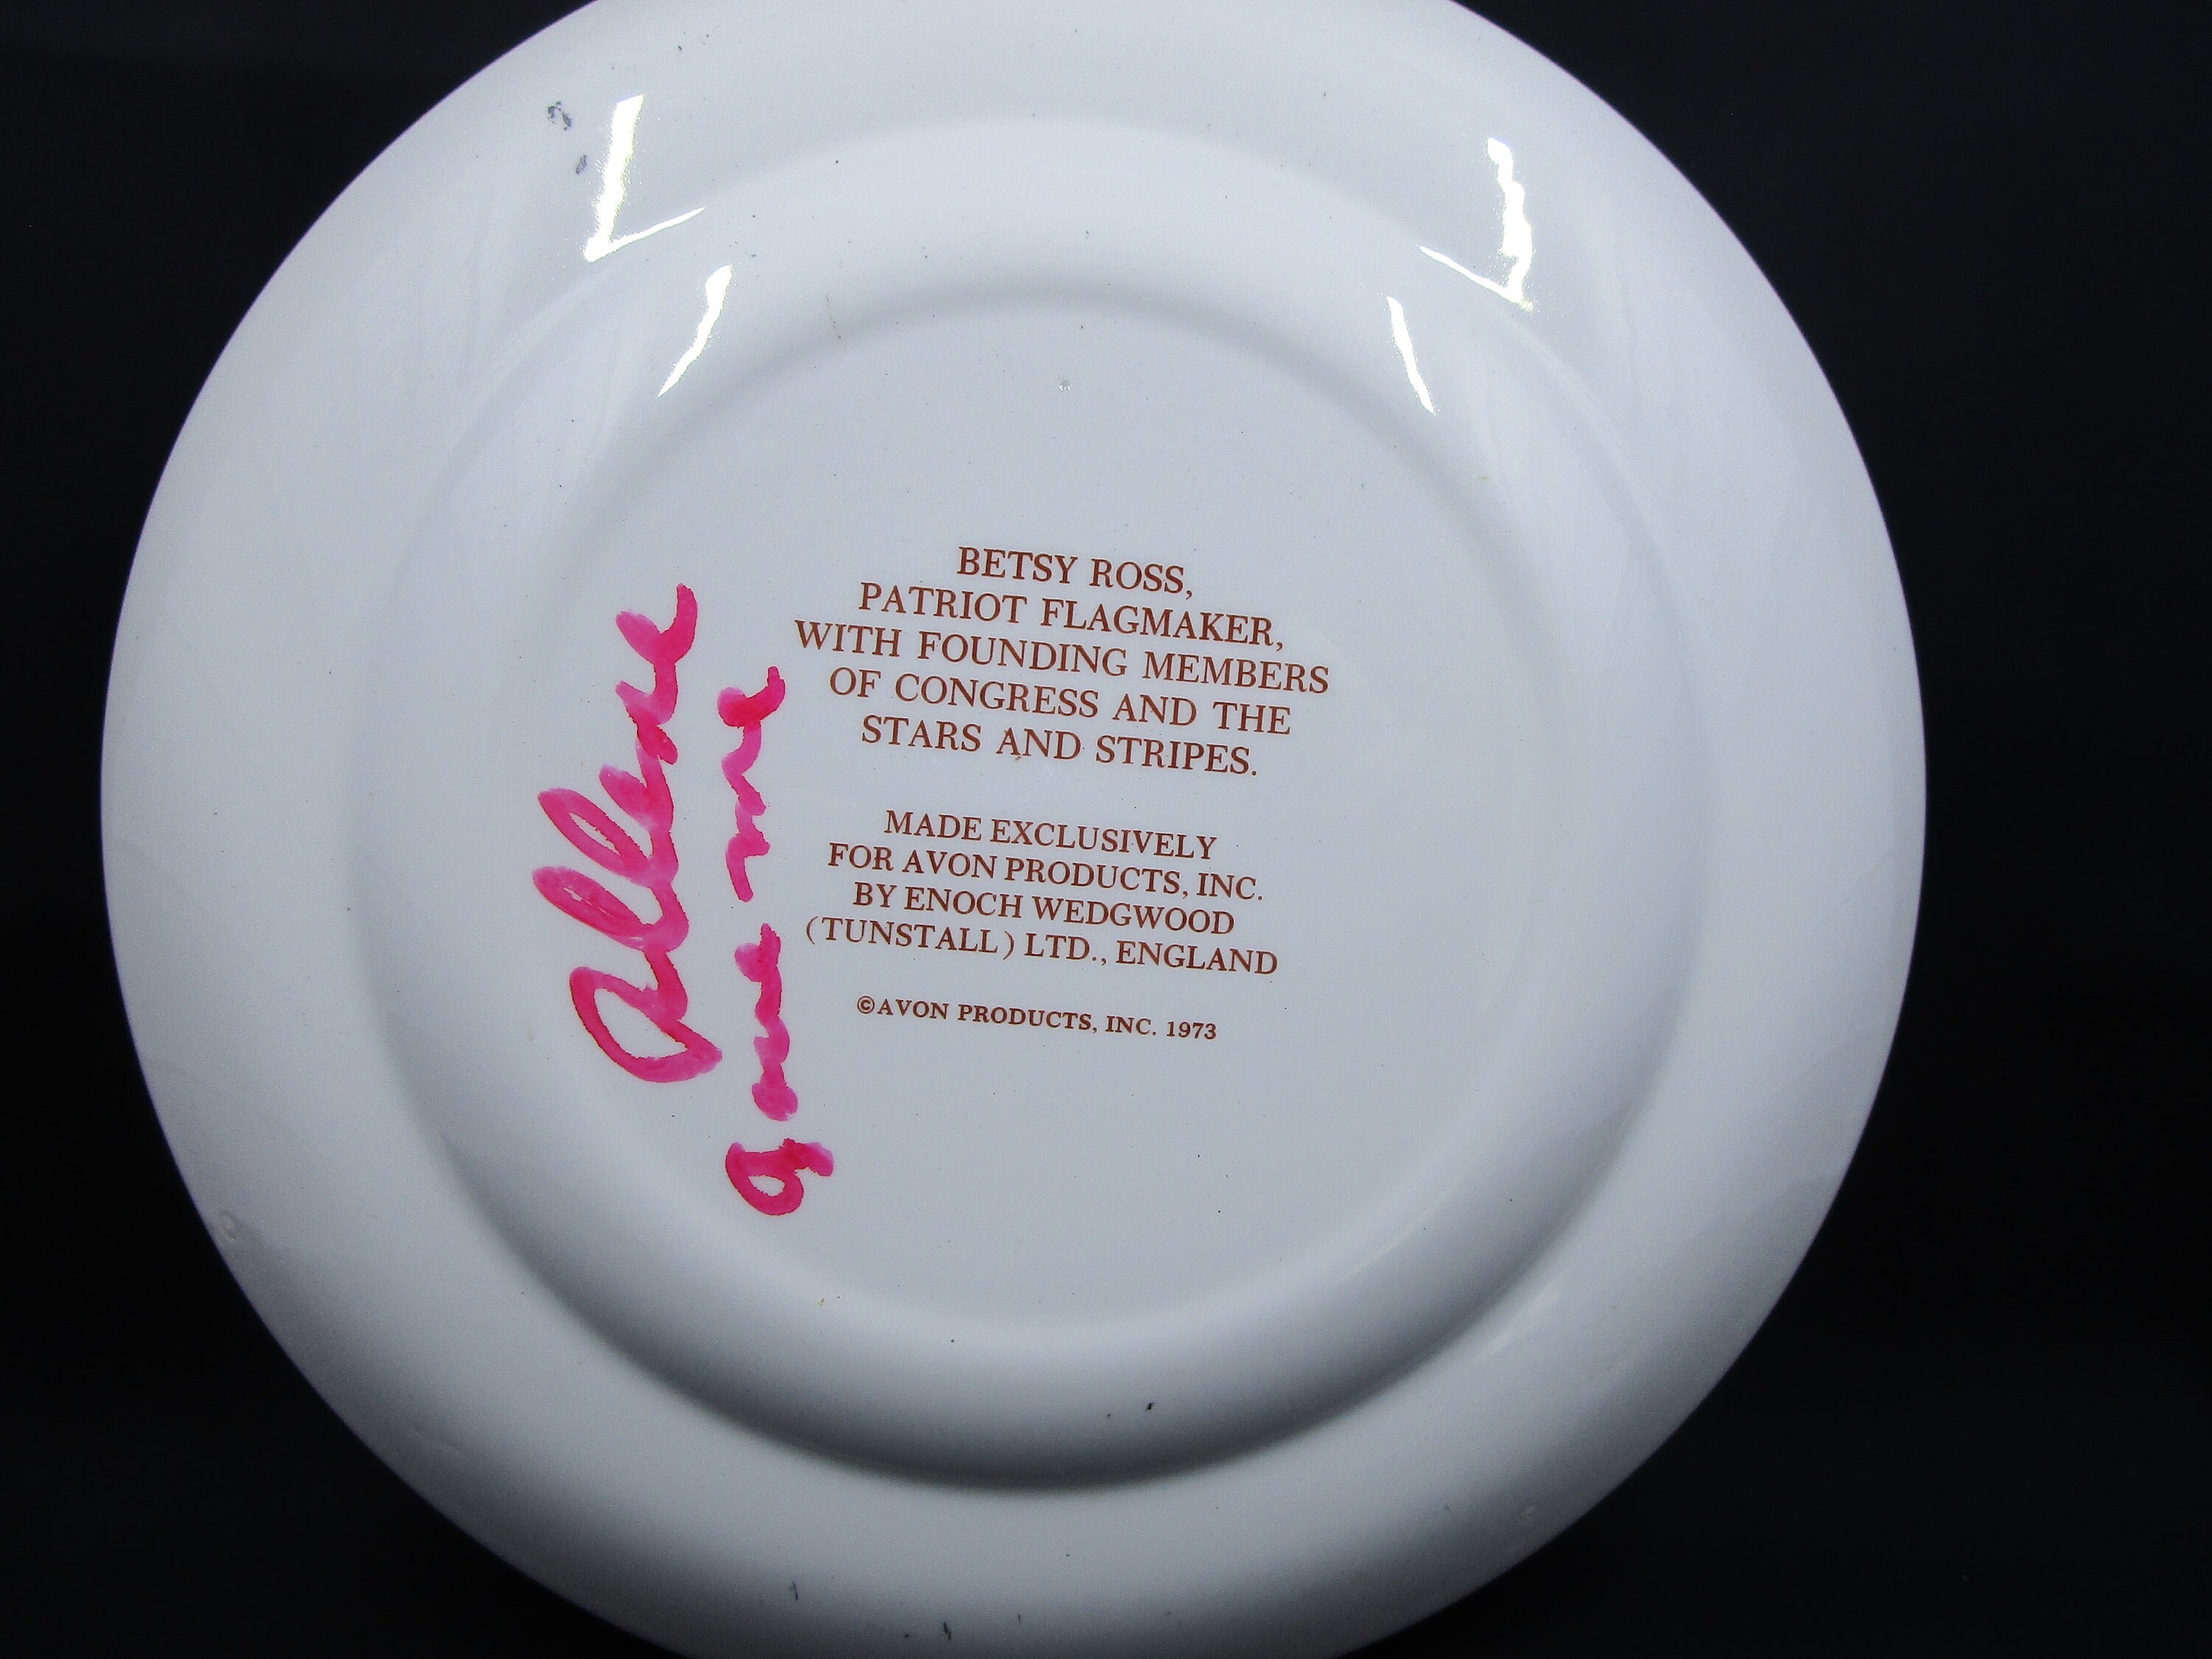 BETSY ROSS,
PATRIOT FLAGMAKER,
WITH FOUNDING MEMBERS
OF CONGRESS AND THE
STARS AND STRIPES.
MADE EXCLUSIVELY
FOR AVON PRODUCTS, INC.
BY ENOCH WEDGWOOD
(TUNSTALL) LTD., ENGLAND
©AVON PRODUCTS, INC. 1973
Allene